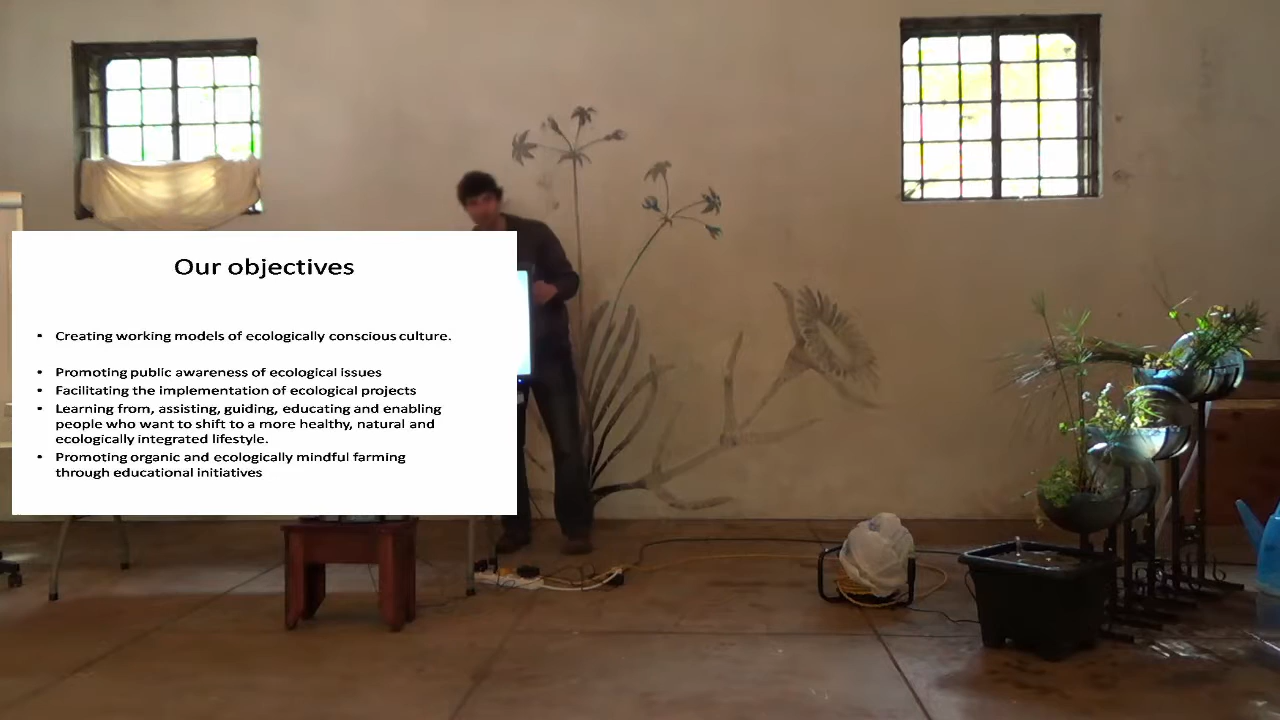 Our objectives
• Creating working models of ecologically conscious culture.
• Promoting public awareness of ecological issues
• Facilitating the implementation of ecological projects
• Learning from, assisting, guiding, educating and enabling
people who want to shift to a more healthy, natural and
ecologically integrated lifestyle.
• Promoting organic and ecologically mindful farming
through educational initiatives